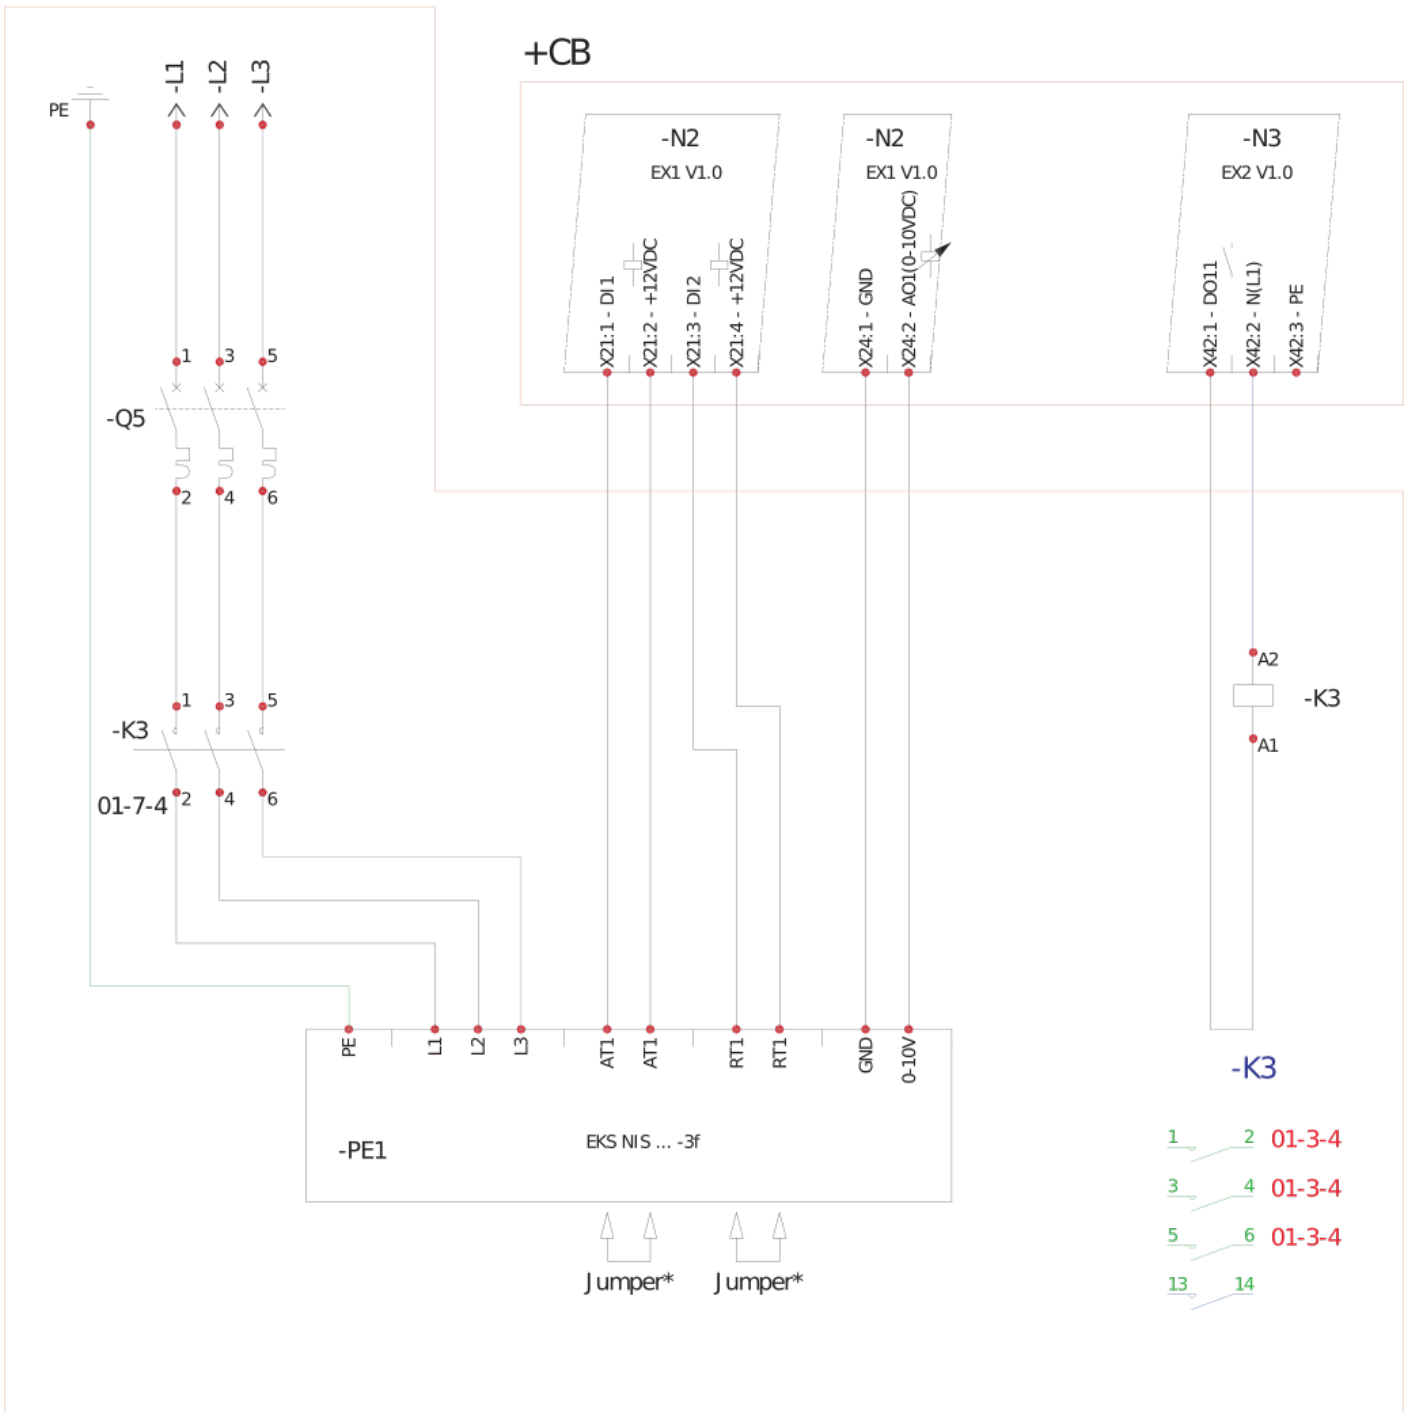 +CB
-L1
-L2
-L3
PE
-N2
EX1 V1.0
X21:1 - DI1
X21:2 - +12VDC
X21:3 - DI2
X21:4 - +12VDC
-N2
EX1 V1.0
X24:1 - GND
X24:2 - AO1(0-10VDC)
-N3
EX2 V1.0
X42:1 - DO11
X42:2 - N(L1)
X42:3 - PE
1 3 5
-Q5
2 4 6
1 3 5
-K3
01-7-4
2 4 6
A2
-K3
A1
PE
L1
L2
L3
AT1
AT1
RT1
RT1
GND
0-10V
-PE1
EKS NIS ... -3f
Jumper* Jumper*
-K3
1 2 01-3-4
3 4 01-3-4
5 6 01-3-4
13 14